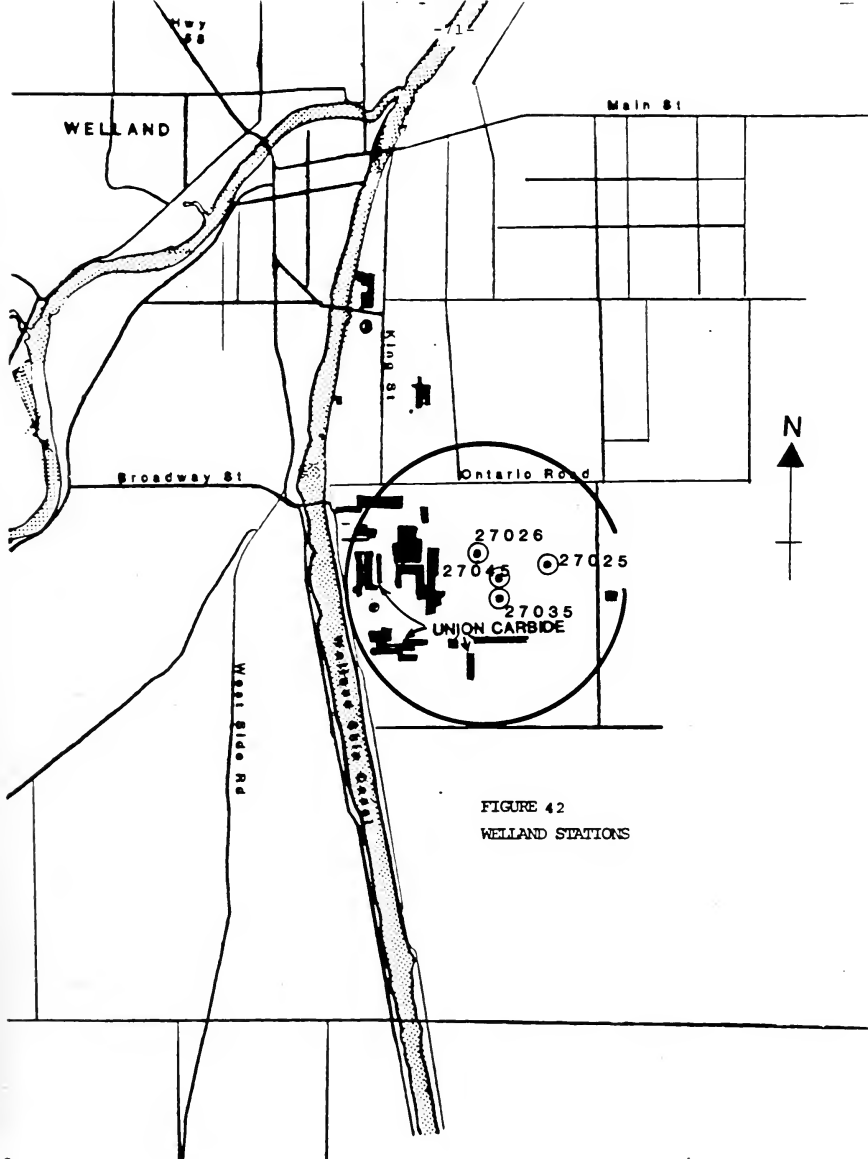 -71-
Hwy
58
Main St
WELLAND
King St
Broadway St
Ontario Road
27026
27025
27045
27035
UNION CARBIDE
Welland Ship Canal
West Side Rd
N
FIGURE 42
WELLAND STATIONS